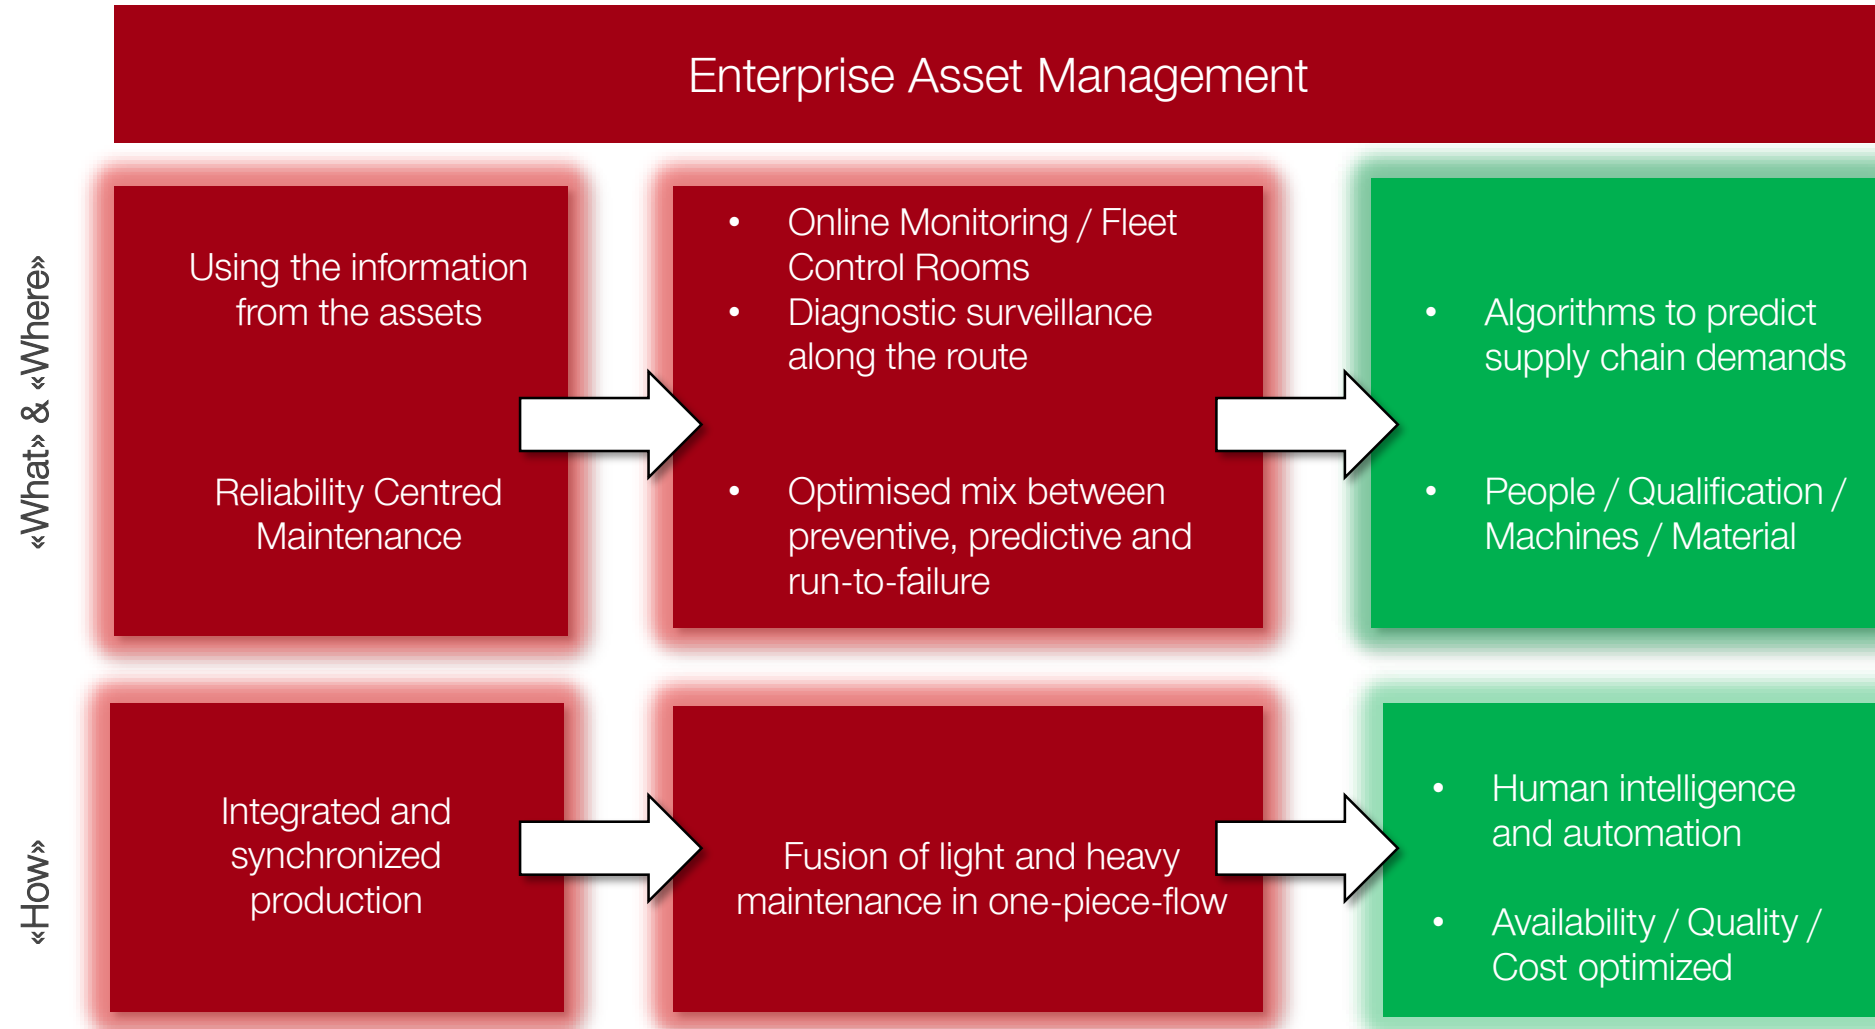 Enterprise Asset Management
«What» & «Where»
Using the information
from the assets
Reliability Centred
Maintenance
• Online Monitoring / Fleet
Control Rooms
• Diagnostic surveillance
along the route
• Optimised mix between
preventive, predictive and
run-to-failure
• Algorithms to predict
supply chain demands
• People / Qualification /
Machines / Material
«How»
Integrated and
synchronized
production
Fusion of light and heavy
maintenance in one-piece-flow
• Human intelligence
and automation
• Availability / Quality /
Cost optimized